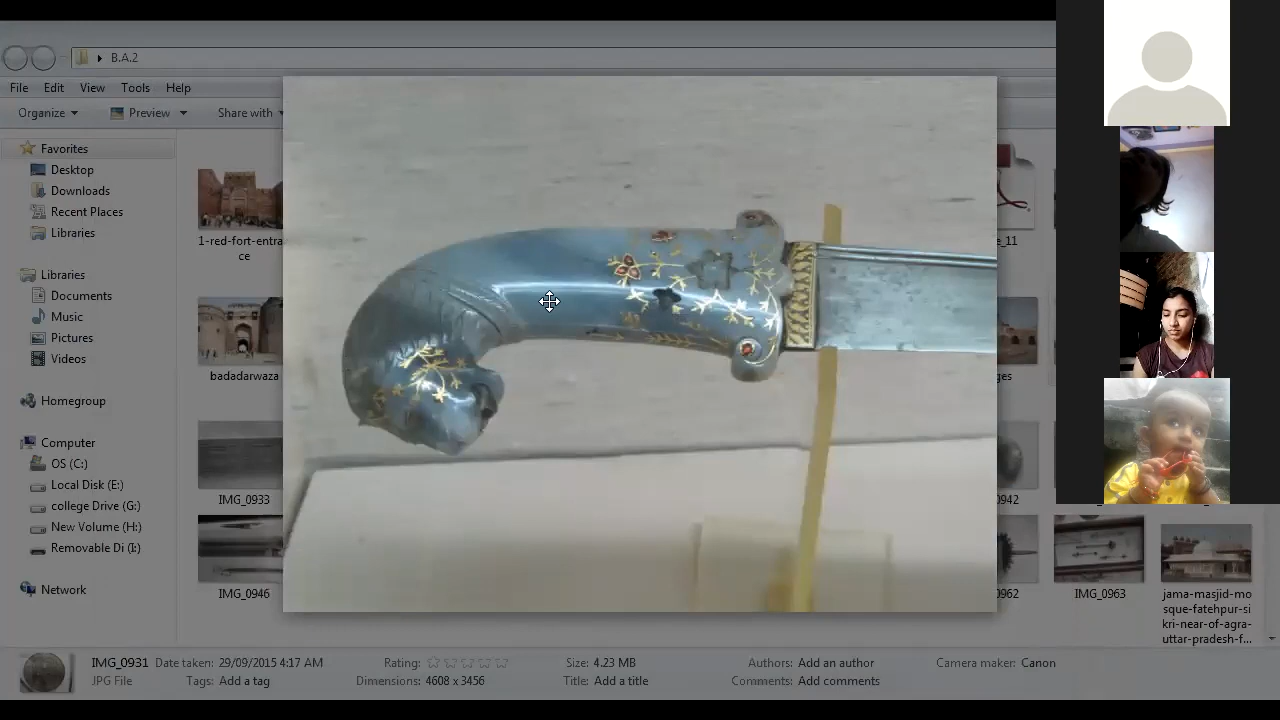 B.A.2
File Edit View Tools Help
Organize Preview Share with
Favorites
Desktop
Downloads
Recent Places
Libraries
Libraries
Documents
Music
Pictures
Videos
Homegroup
Computer
OS (C:)
Local Disk (E:)
college Drive (G:)
New Volume (H:)
Removable Di (I:)
Network
1-red-fort-entra
ce
e_11
badadarwaza
ges
IMG_0933
0942
IMG_0946
0962
IMG_0963
jama-masjid-mo
sque-fatehpur-si
kri-near-of-agra-
uttar-pradesh-f...
IMG_0931 Date taken: 29/09/2015 4:17 AM Rating: Size: 4.23 MB Authors: Add an author Camera maker: Canon
JPG File Tags: Add a tag Dimensions: 4608 x 3456 Title: Add a title Comments: Add comments